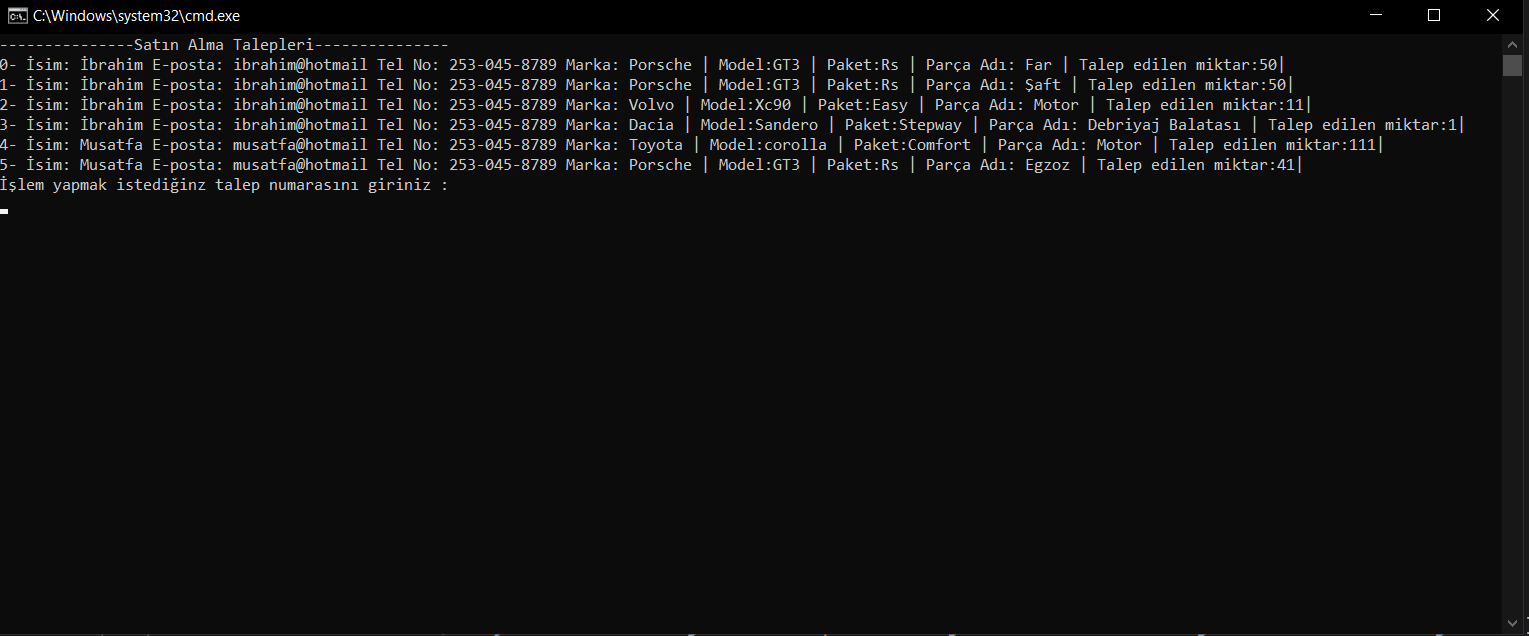 C:\Windows\system32\cmd.exe
---------------Satın Alma Talepleri---------------
0- İsim: İbrahim E-posta: ibrahim@hotmail Tel No: 253-045-8789 Marka: Porsche | Model:GT3 | Paket:Rs | Parça Adı: Far | Talep edilen miktar:50|
1- İsim: İbrahim E-posta: ibrahim@hotmail Tel No: 253-045-8789 Marka: Porsche | Model:GT3 | Paket:Rs | Parça Adı: Şaft | Talep edilen miktar:50|
2- İsim: İbrahim E-posta: ibrahim@hotmail Tel No: 253-045-8789 Marka: Volvo | Model:Xc90 | Paket:Easy | Parça Adı: Motor | Talep edilen miktar:11|
3- İsim: İbrahim E-posta: ibrahim@hotmail Tel No: 253-045-8789 Marka: Dacia | Model:Sandero | Paket:Stepway | Parça Adı: Debriyaj Balatası | Talep edilen miktar:1|
4- İsim: Musatfa E-posta: musatfa@hotmail Tel No: 253-045-8789 Marka: Toyota | Model:corolla | Paket:Comfort | Parça Adı: Motor | Talep edilen miktar:111|
5- İsim: Musatfa E-posta: musatfa@hotmail Tel No: 253-045-8789 Marka: Porsche | Model:GT3 | Paket:Rs | Parça Adı: Egzoz | Talep edilen miktar:41|
İşlem yapmak istediğinz talep numarasını giriniz :